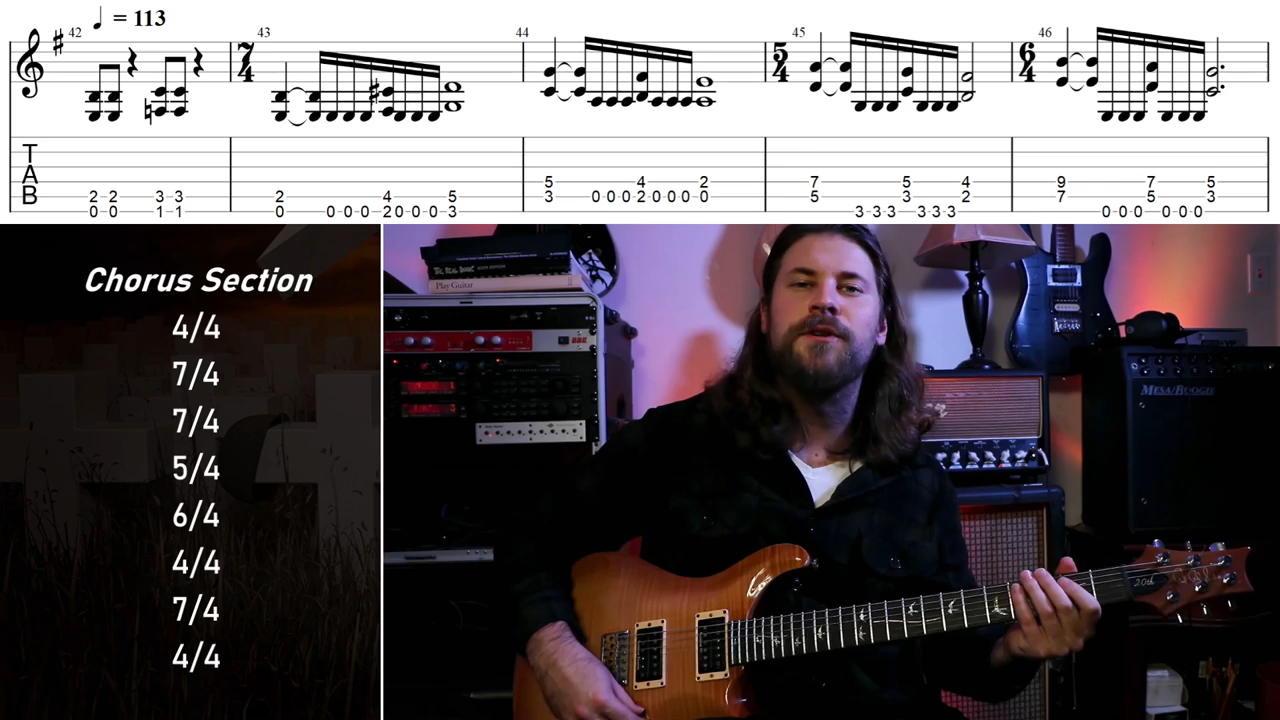 42 = 113 43 44 45 46
7/4 5/4 6/4
T
5 4 2 7 5 4 9 7 5
A
2 2 3 3 2 4 5 3 0 0 0 2 0 0 0 0 5 3 2 7 5 3
B
0 0 1 1 0 0 0 0 2 0 0 0 3 3 3 3 3 3 3 0 0 0 0 0 0
Chorus Section
4/4
7/4
7/4
5/4
6/4
4/4
7/4
4/4
Play Guitar
MESA/BOOGIE